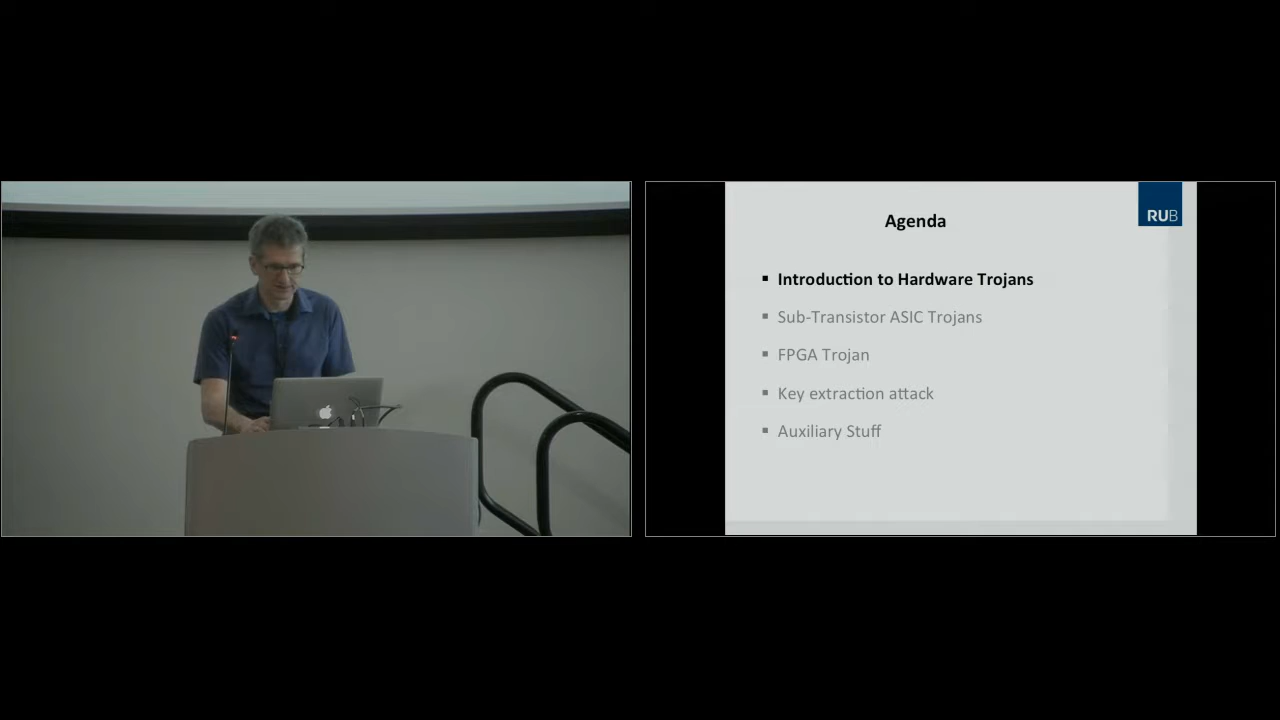 Agenda
RUB
▪ Introduction to Hardware Trojans
▪ Sub-Transistor ASIC Trojans
▪ FPGA Trojan
▪ Key extraction attack
▪ Auxiliary Stuff